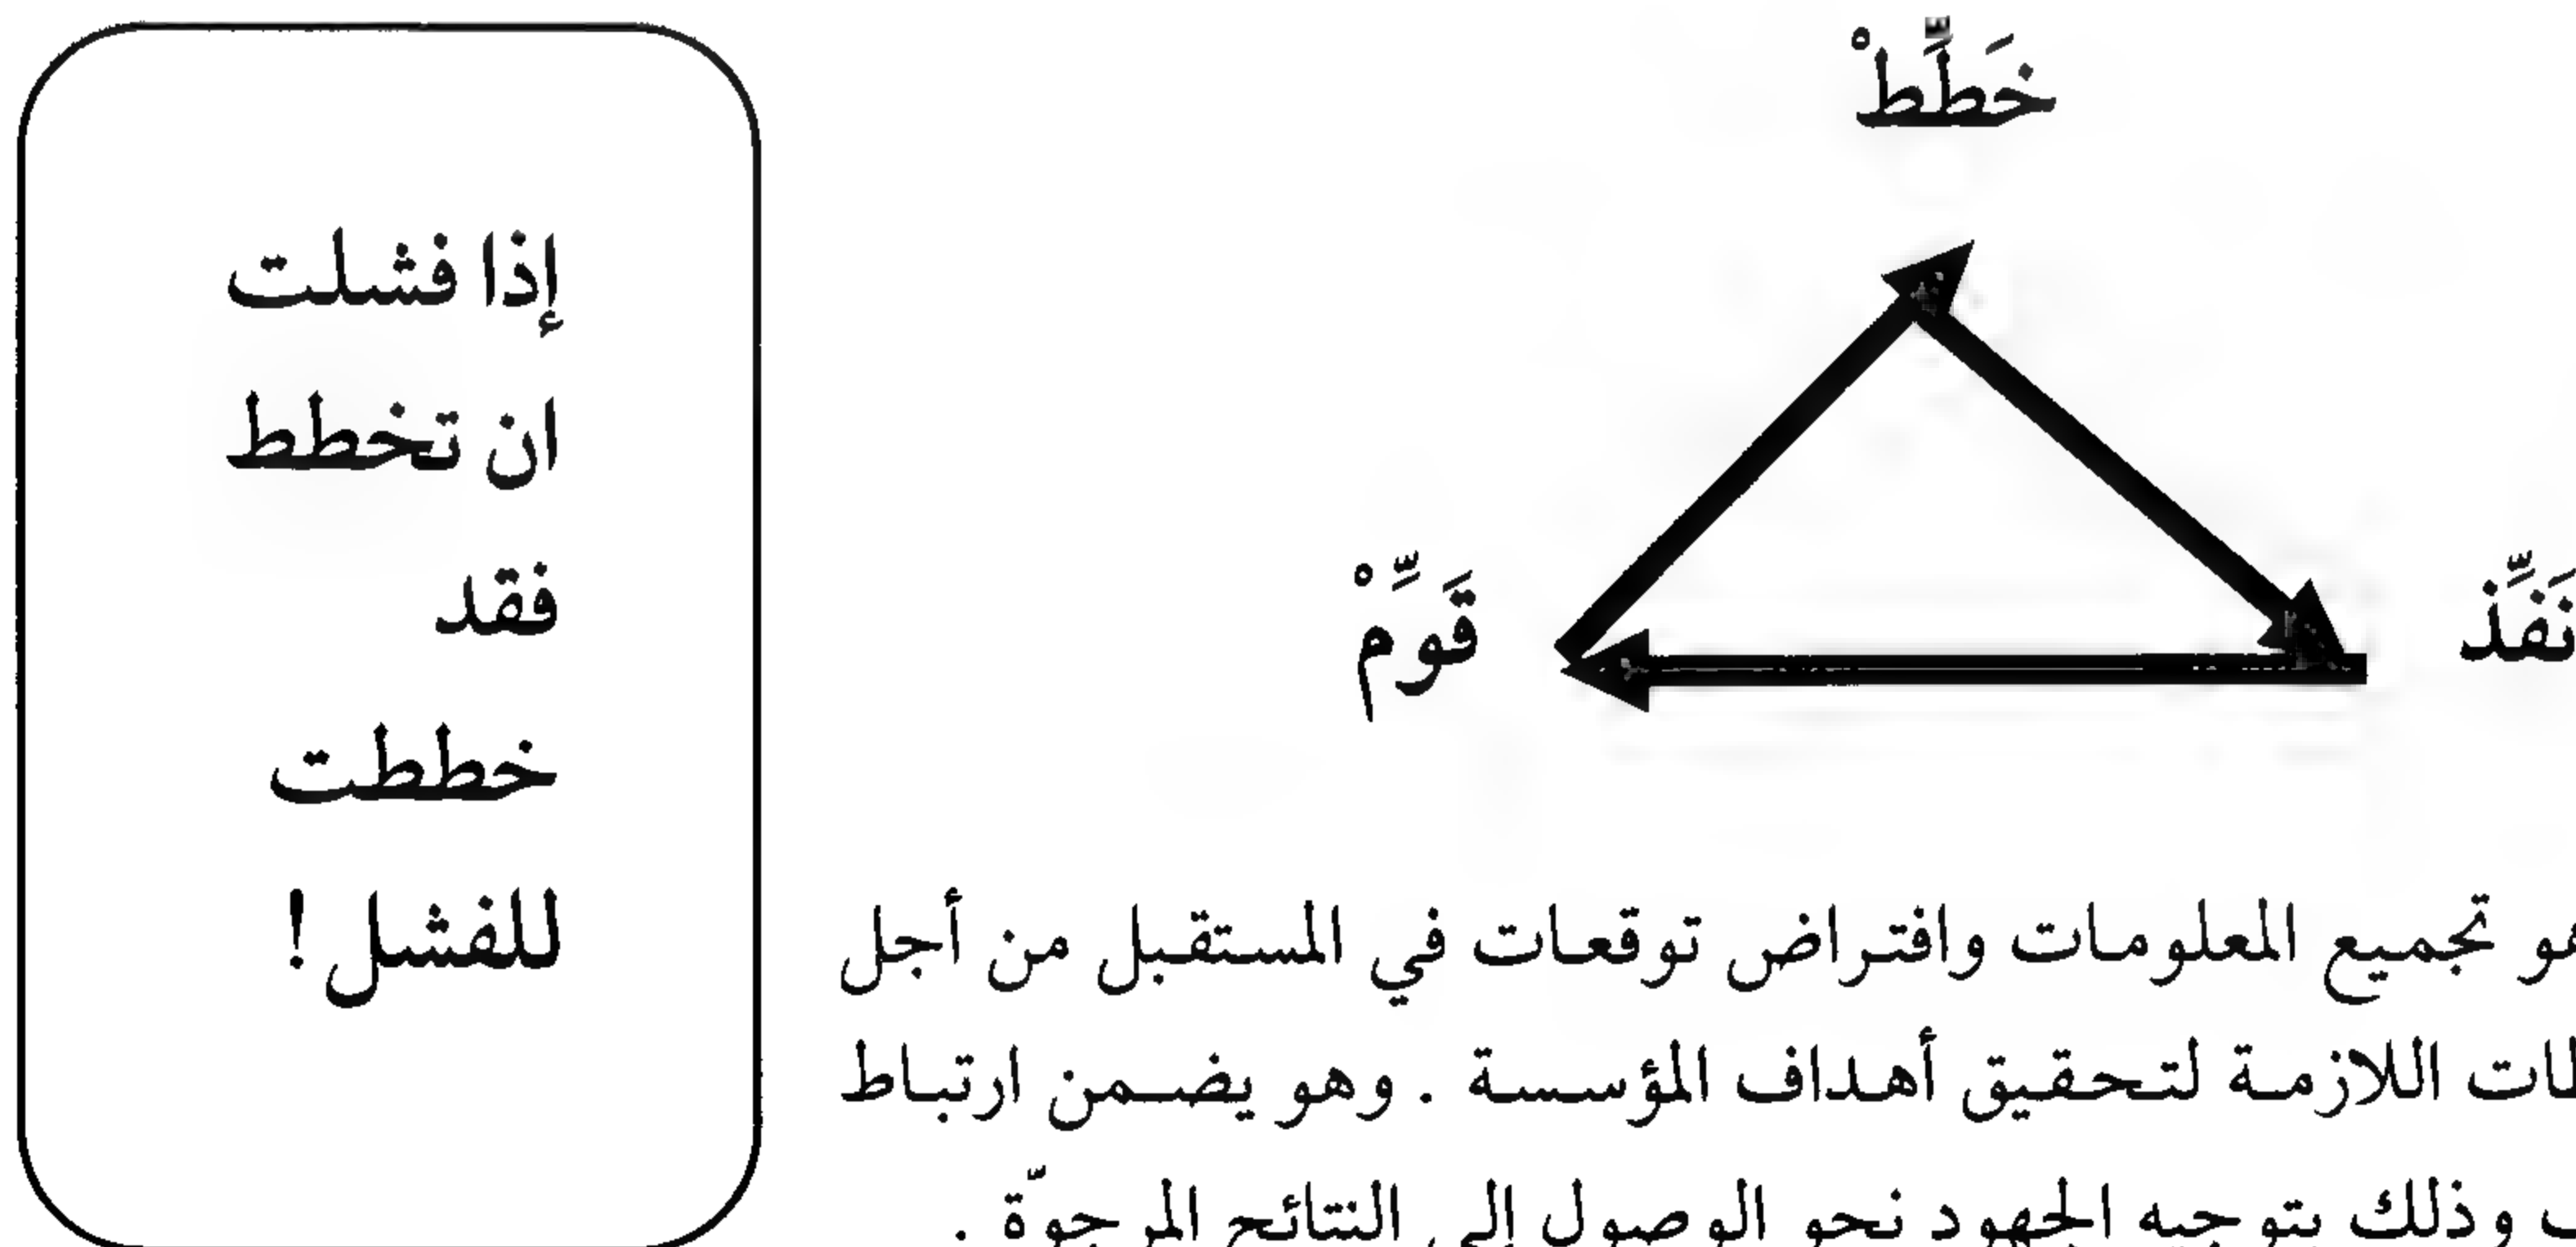 خَطِّطْ
نَفِّذ
قَوِّمْ
هو تجميع المعلومات وافتراض توقعات في المستقبل من أجل
اللازمة لتحقيق أهداف المؤسسة . وهو يضمن ارتباط
وذلك بتوجيه الجهود نحو الوصول إلى النتائج المرجوّة .
إذا فشلت
ان تخطط
فقد
خططت
للفشل !